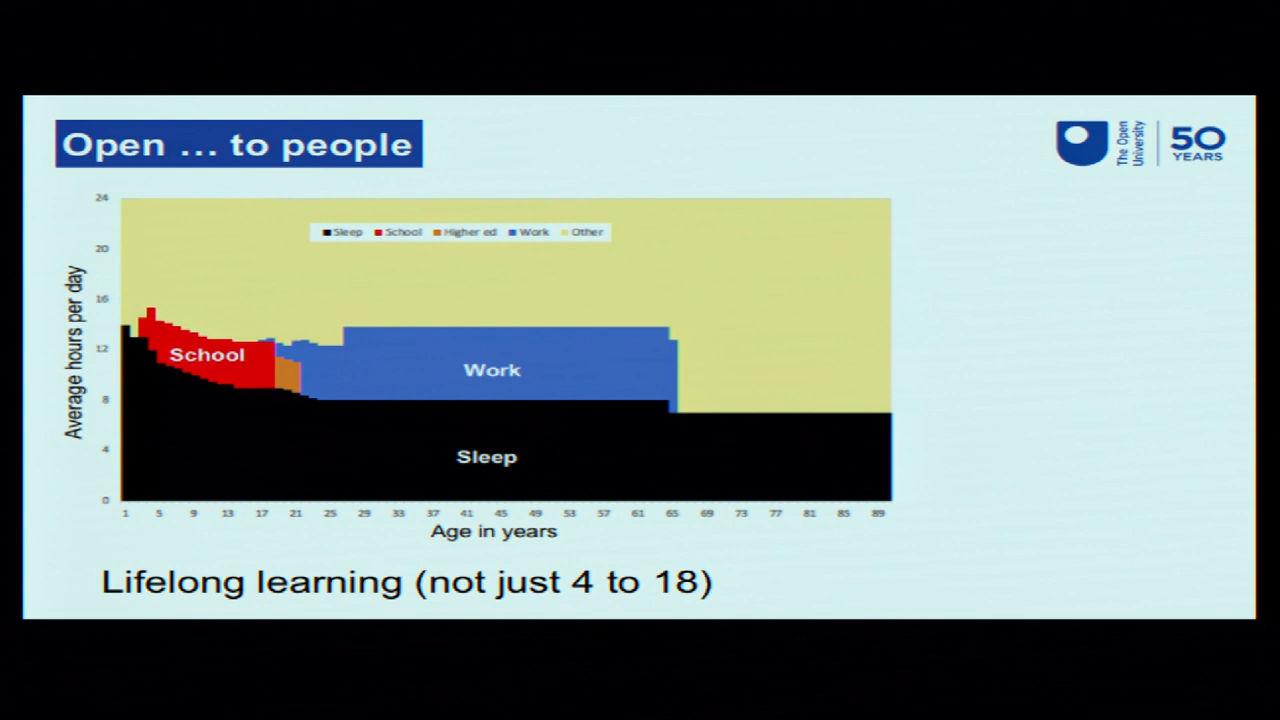 Open ... to people
The Open
University
50
YEARS
24
20
16
12
8
4
0
Average hours per day
Sleep School Higher ed Work Other
School
Work
Sleep
1 5 9 13 17 21 25 29 33 37 41 45 49 53 57 61 65 69 73 77 81 85 89
Age in years
Lifelong learning (not just 4 to 18)